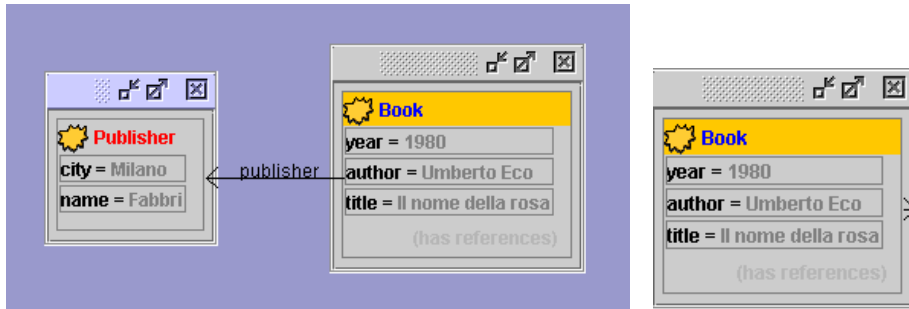 Publisher
city = Milano
name = Fabbri
publisher
Book
year = 1980
author = Umberto Eco
title = Il nome della rosa
(has references)
Book
year = 1980
author = Umberto Eco
title = Il nome della rosa
(has references)